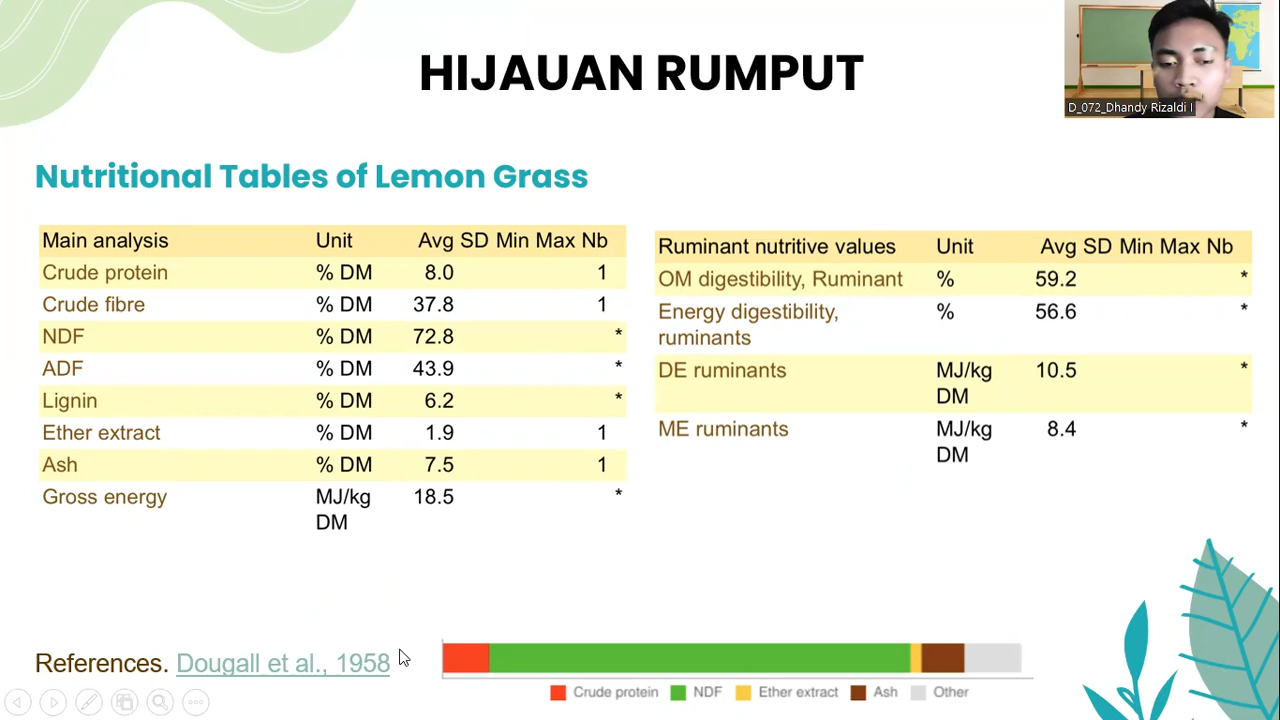 HIJAUAN RUMPUT
D_072_Dhandy Rizaldi I
Nutritional Tables of Lemon Grass
Main analysis Unit Avg SD Min Max Nb
Crude protein % DM 8.0 1
Crude fibre % DM 37.8 1
NDF % DM 72.8 *
ADF % DM 43.9 *
Lignin % DM 6.2 *
Ether extract % DM 1.9 1
Ash % DM 7.5 1
Gross energy MJ/kg 18.5 *
DM
Ruminant nutritive values Unit Avg SD Min Max Nb
OM digestibility, Ruminant % 59.2 *
Energy digestibility, % 56.6 *
ruminants
DE ruminants MJ/kg 10.5 *
DM
ME ruminants MJ/kg 8.4 *
DM
References. Dougall et al., 1958
Crude protein NDF Ether extract Ash Other